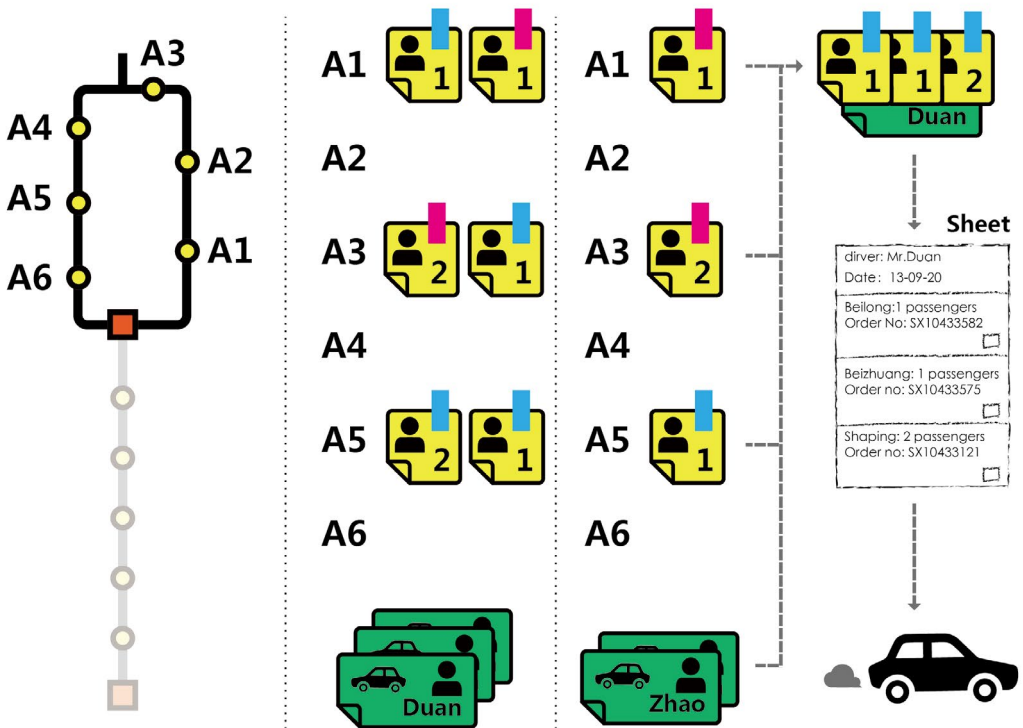 A3
A4
A2
A5
A1
A6
A1
1
1
A2
A3
2
1
A4
A5
2
1
A6
Duan
A1
1
A2
A3
2
A4
A5
1
A6
Zhao
1
1
2
Duan
Sheet
dirver: Mr.Duan
Date: 13-09-20
Beilong:1 passengers
Order No: SX10433582
Beizhuang: 1 passengers
Order no: SX10433575
Shaping: 2 passengers
Order no: SX10433121